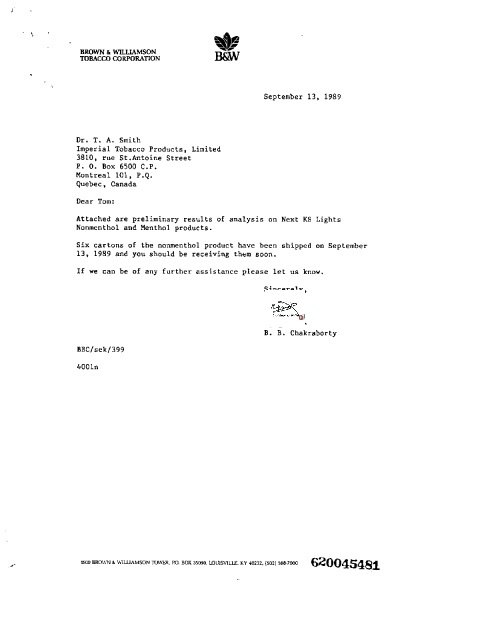 BROWN & WILLIAMSON
TOBACCO CORPORATION
B&W
September 13, 1989
Dr. T. A. Smith
Imperial Tobacco Products, Limited
3810, rue St.Antoine Street
P. O. Box 6500 C.P.
Montreal 101, P.Q.
Quebec, Canada
Dear Tom:
Attached are preliminary results of analysis on Next KS Lights
Nonmenthol and Menthol products.
Six cartons of the nonmenthol product have been shipped on September
13, 1989 and you should be receiving them soon.
If we can be of any further assistance please let us know.
Sincerely,
B. B. Chakraborty
BBC/sek/399
4001n
1500 BROWN & WILLIAMSON TOWER, P.O. BOX 35090, LOUISVILLE, KY 40232, (502) 568-7000
620045481